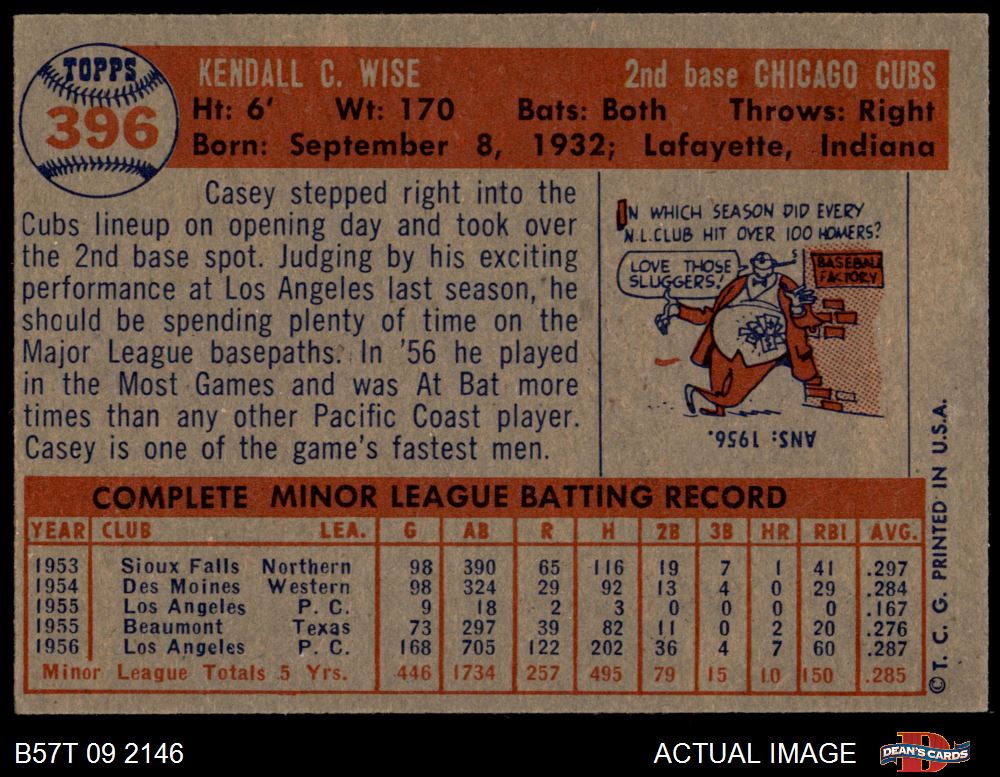 TOPPS
396
KENDALL C. WISE 2nd base CHICAGO CUBS
Ht: 6' Wt: 170 Bats: Both Throws: Right
Born: September 8, 1932; Lafayette, Indiana
Casey stepped right into the
Cubs lineup on opening day and took over
the 2nd base spot. Judging by his exciting
performance at Los Angeles last season, he
should be spending plenty of time on the
Major League basepaths. In '56 he played
in the Most Games and was At Bat more
times than any other Pacific Coast player.
Casey is one of the game's fastest men.
IN WHICH SEASON DID EVERY
N.L. CLUB HIT OVER 100 HOMERS?
LOVE THOSE
SLUGGERS!
BASEBALL
FACTORY
ANS: 1956.
COMPLETE MINOR LEAGUE BATTING RECORD
YEAR CLUB LEA. G AB R H 2B 3B HR RBI AVG.
1953 Sioux Falls Northern 98 390 65 116 19 7 1 41 .297
1954 Des Moines Western 98 324 29 92 13 4 0 29 .284
1955 Los Angeles P. C. 9 18 2 3 0 0 0 0 .167
1955 Beaumont Texas 73 297 39 82 11 0 2 20 .276
1956 Los Angeles P. C. 168 705 122 202 36 4 7 60 .287
Minor League Totals 5 Yrs. 446 1734 257 495 79 15 10 150 .285
© T. C. G. PRINTED IN U.S.A.
B57T 09 2146 ACTUAL IMAGE
DEAN'S CARDS